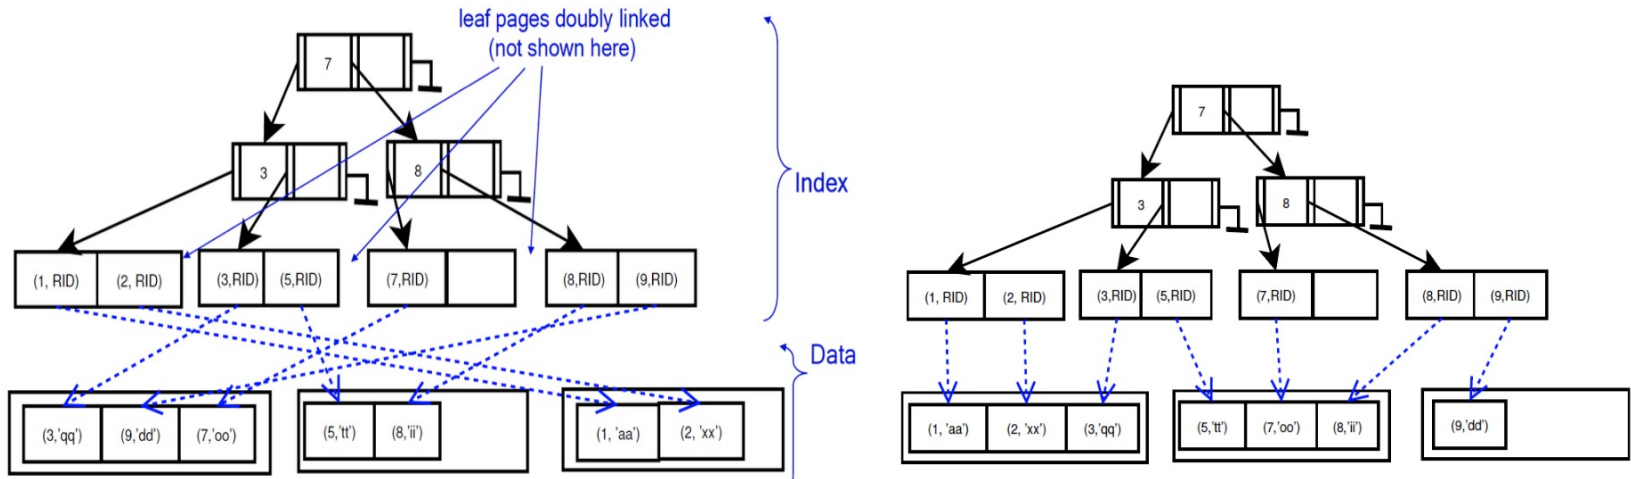 leaf pages doubly linked
(not shown here)
7
3
8
Index
(1, RID) (2, RID) (3,RID) (5,RID) (7,RID) (8,RID) (9,RID)
Data
(3,'qq') (9,'dd') (7,'oo') (5,'tt') (8,'ii') (1, 'aa') (2, 'xx')
7
3
8
(1, RID) (2, RID) (3,RID) (5,RID) (7,RID) (8,RID) (9,RID)
(1, 'aa') (2, 'xx') (3,'qq') (5,'tt') (7,'oo') (8,'ii') (9,'dd')